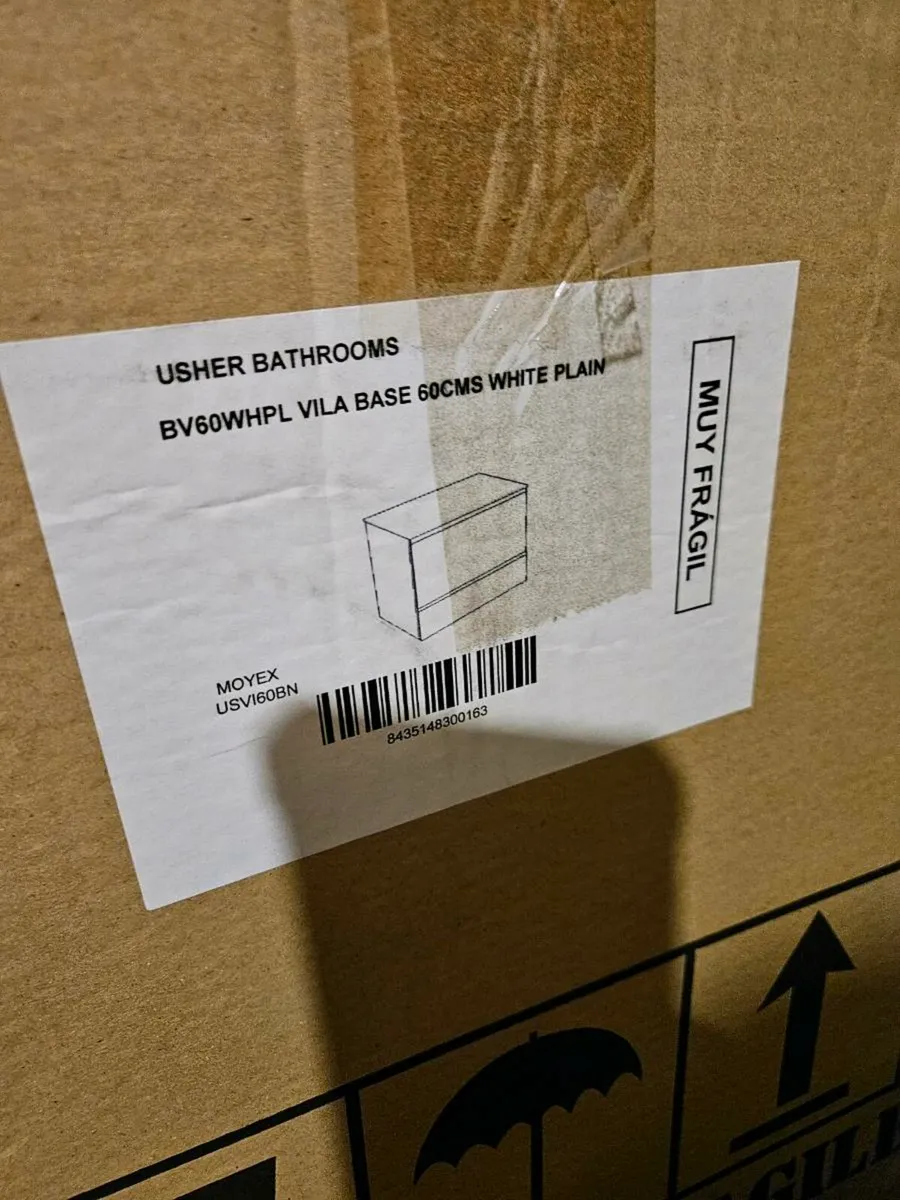 USHER BATHROOMS
BV60WHPL VILA BASE 60CMS WHITE PLAIN
MUY FRÁGIL
MOYEX
USVI60BN
8435148300163